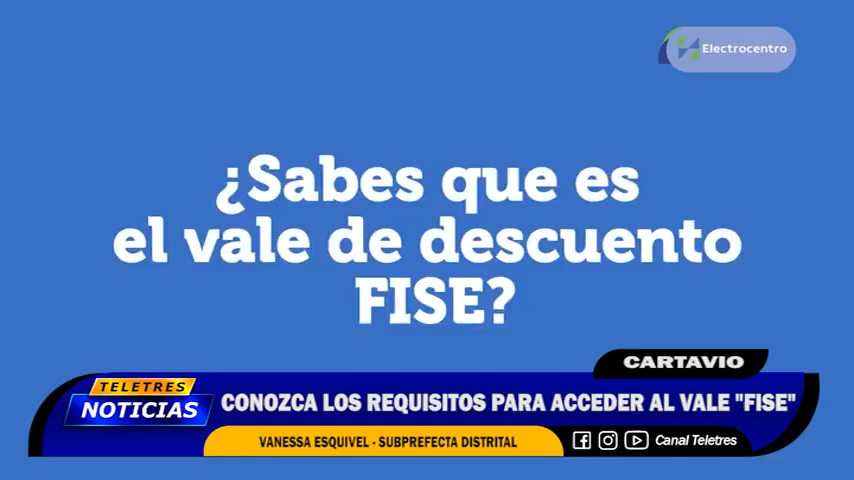 Electrocentro
¿Sabes que es
el vale de descuento
FISE?
CARTAVIO
TELETRES
NOTICIAS
CONOZCA LOS REQUISITOS PARA ACCEDER AL VALE "FISE"
VANESSA ESQUIVEL - SUBPREFECTA DISTRITAL
Canal Teletres